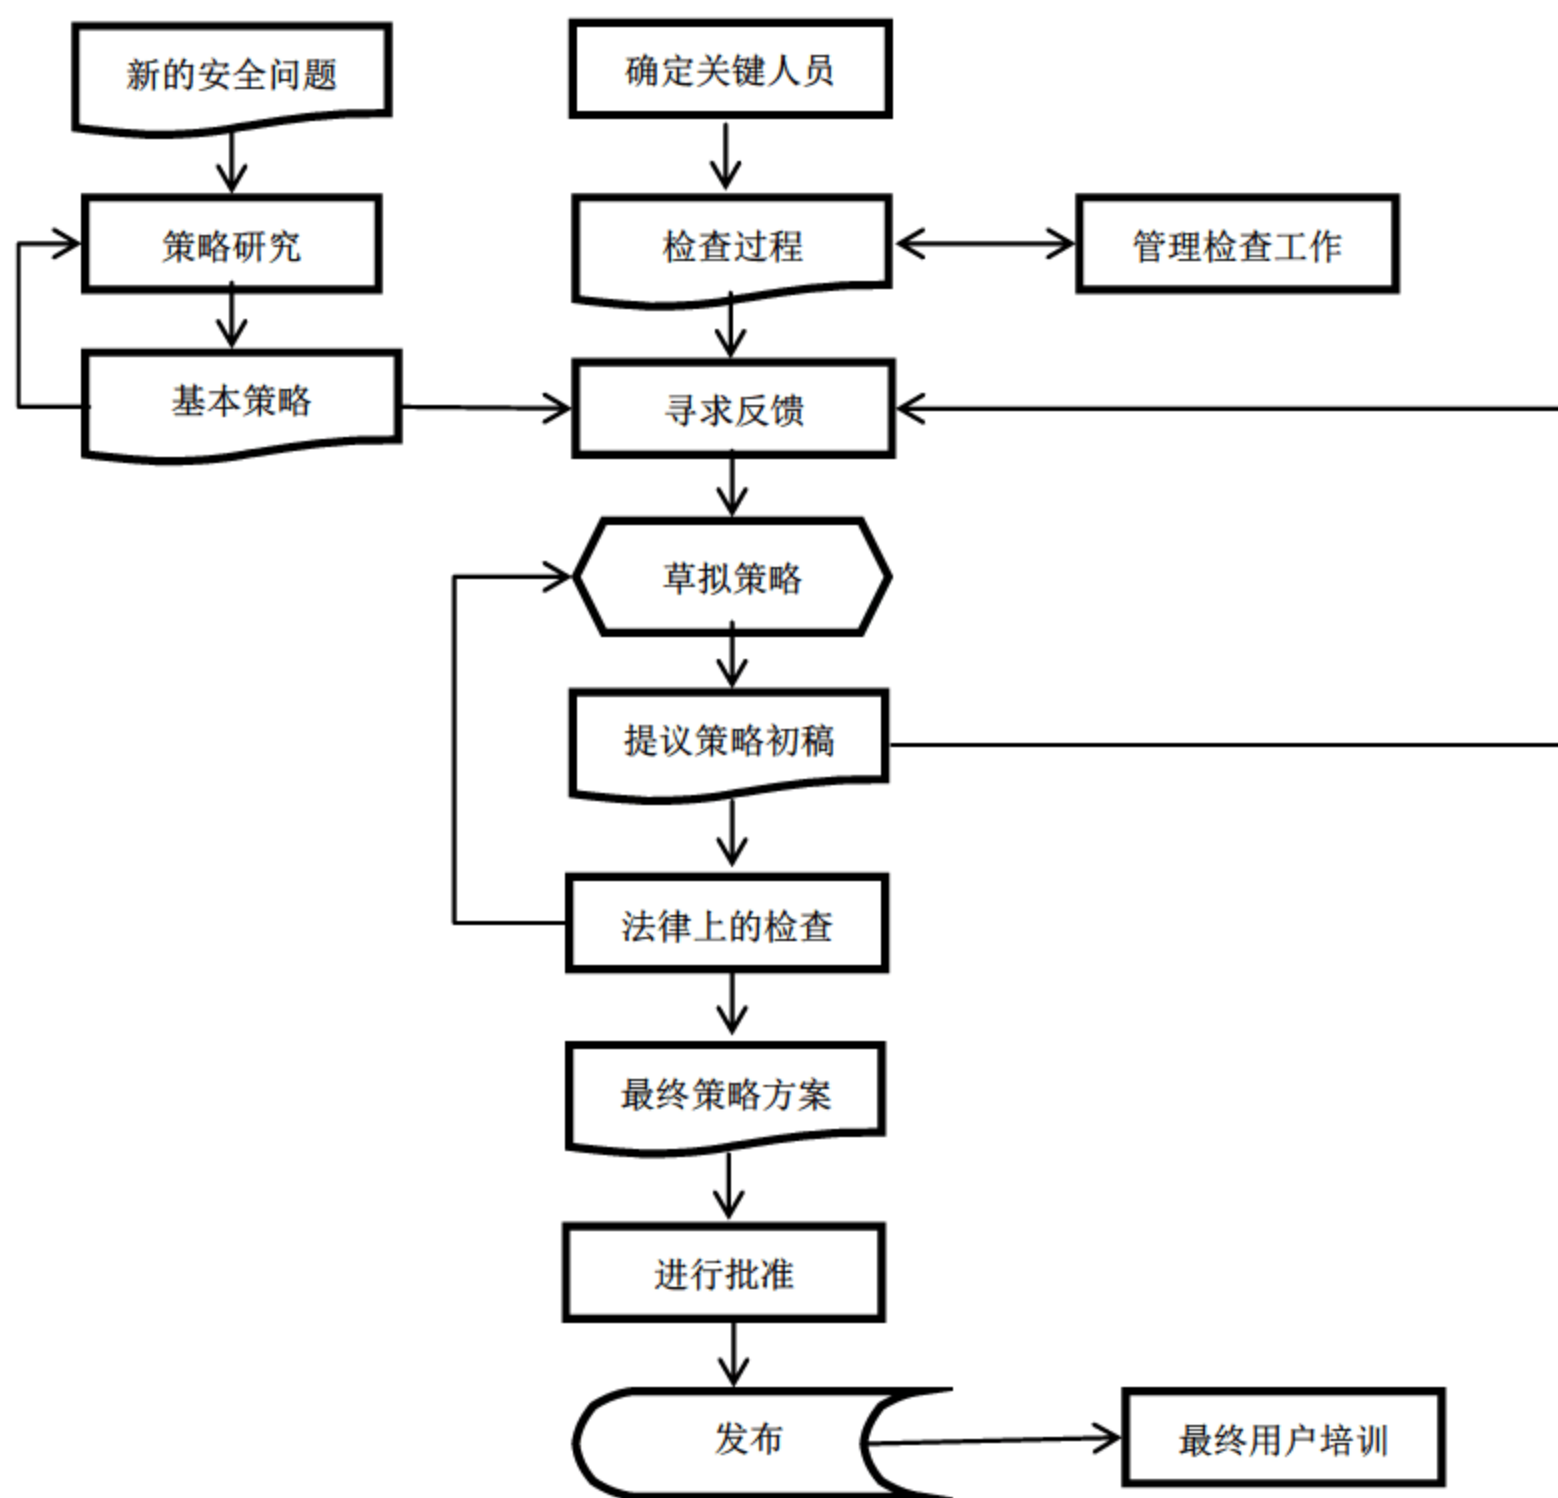 新的安全问题
确定关键人员
策略研究
检查过程
管理检查工作
基本策略
寻求反馈
草拟策略
提议策略初稿
法律上的检查
最终策略方案
进行批准
发布
最终用户培训